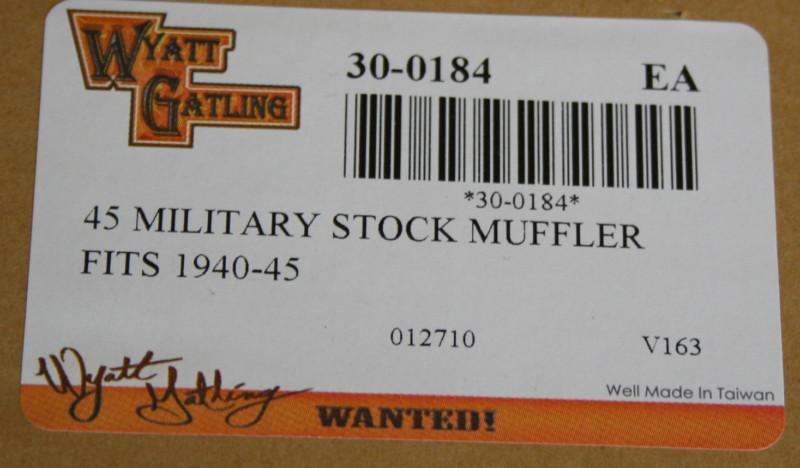 WYATT
GATLING
30-0184 EA
*30-0184*
45 MILITARY STOCK MUFFLER
FITS 1940-45
012710 V163
Wyatt Gatling
Well Made In Taiwan
WANTED!